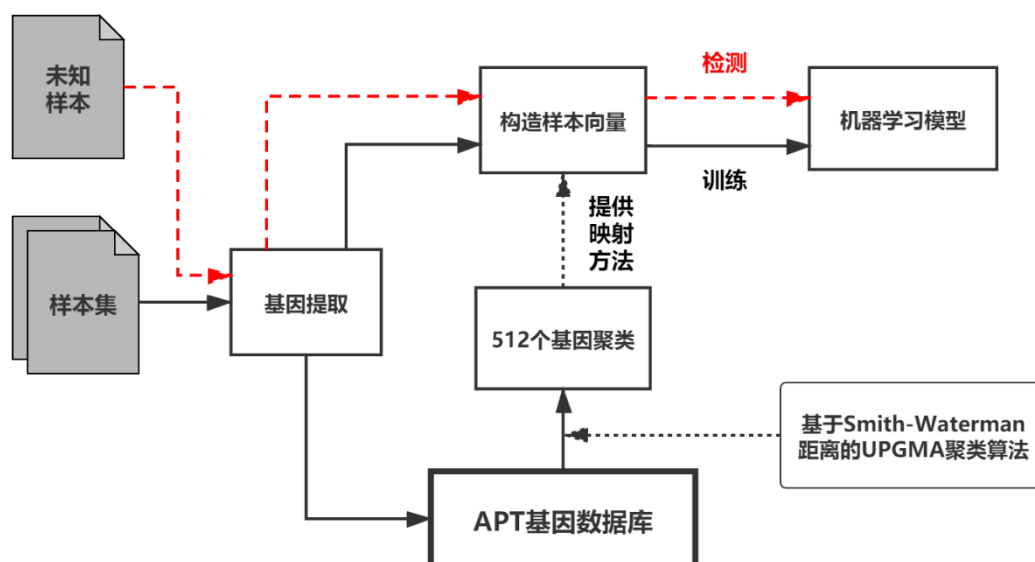 未知
样本
检测
构造样本向量
机器学习模型
训练
提供
映射
方法
样本集
基因提取
512个基因聚类
基于Smith-Waterman
距离的UPGMA聚类算法
APT基因数据库